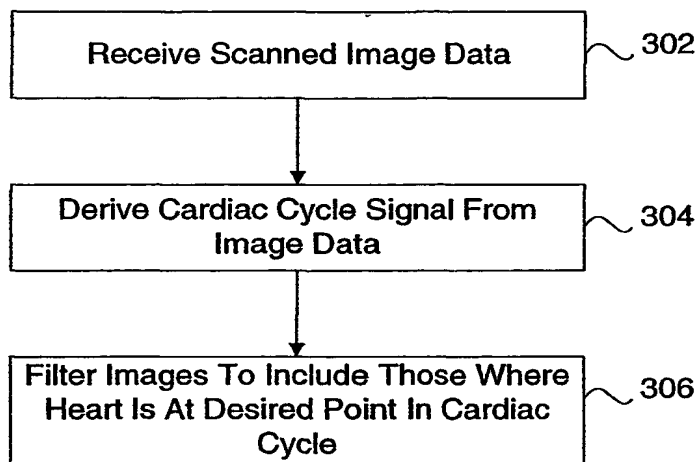 Receive Scanned Image Data
302
Derive Cardiac Cycle Signal From
Image Data
304
Filter Images To Include Those Where
Heart Is At Desired Point In Cardiac
Cycle
306